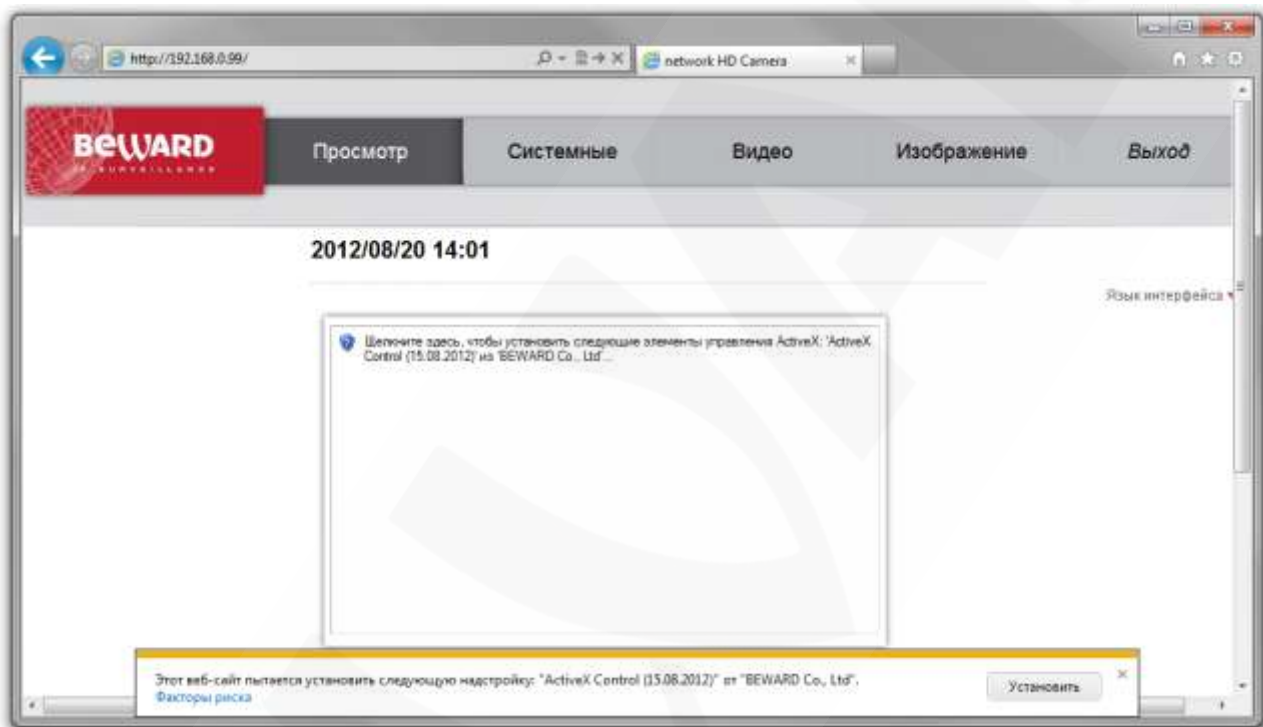 http://192.168.0.99/
network HD Camera
BEWARD
IP SURVEILLANCE
Просмотр
Системные
Видео
Изображение
Выход
2012/08/20 14:01
Язык интерфейса
Щелкните здесь, чтобы установить следующие элементы управления ActiveX: 'ActiveX
Control (15.08.2012)' из 'BEWARD Co., Ltd'...
Этот веб-сайт пытается установить следующую надстройку: "ActiveX Control (15.08.2012)" от "BEWARD Co., Ltd".
Факторы риска
Установить